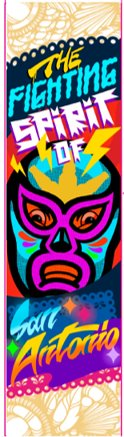 THE
FIGHTING
SPIRIT
OF
San
Antonio